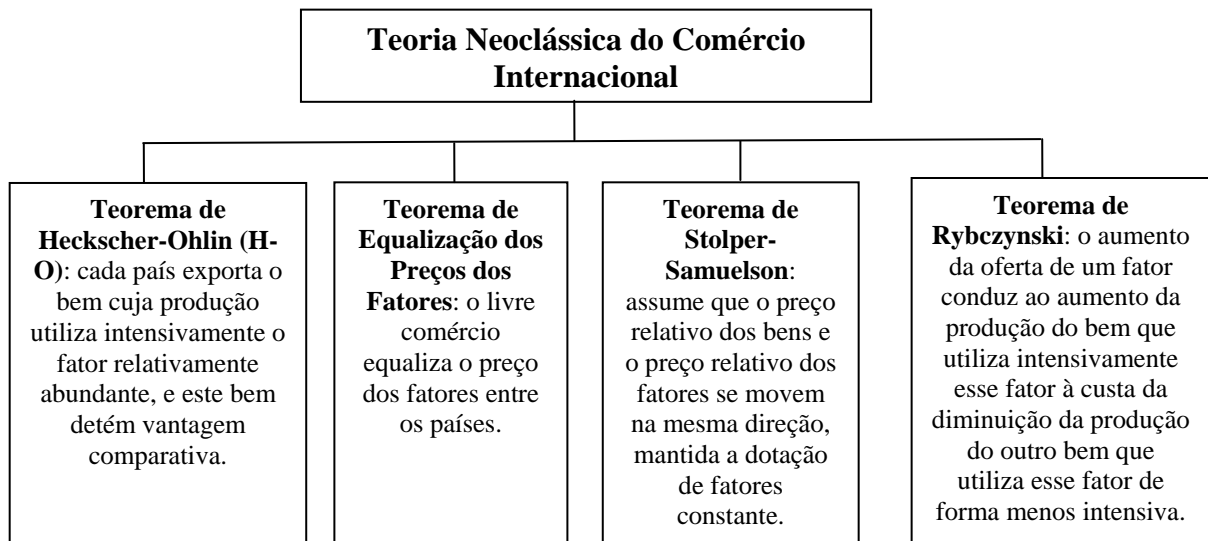 Teoria Neoclássica do Comércio
Internacional
Teorema de
Heckscher-Ohlin (H-
O): cada país exporta o
bem cuja produção
utiliza intensivamente o
fator relativamente
abundante, e este bem
detém vantagem
comparativa.
Teorema de
Equalização dos
Preços dos
Fatores: o livre
comércio
equaliza o preço
dos fatores entre
os países.
Teorema de
Stolper-
Samuelson:
assume que o preço
relativo dos bens e
o preço relativo dos
fatores se movem
na mesma direção,
mantida a dotação
de fatores
constante.
Teorema de
Rybczynski: o aumento
da oferta de um fator
conduz ao aumento da
produção do bem que
utiliza intensivamente
esse fator à custa da
diminuição da produção
do outro bem que
utiliza esse fator de
forma menos intensiva.